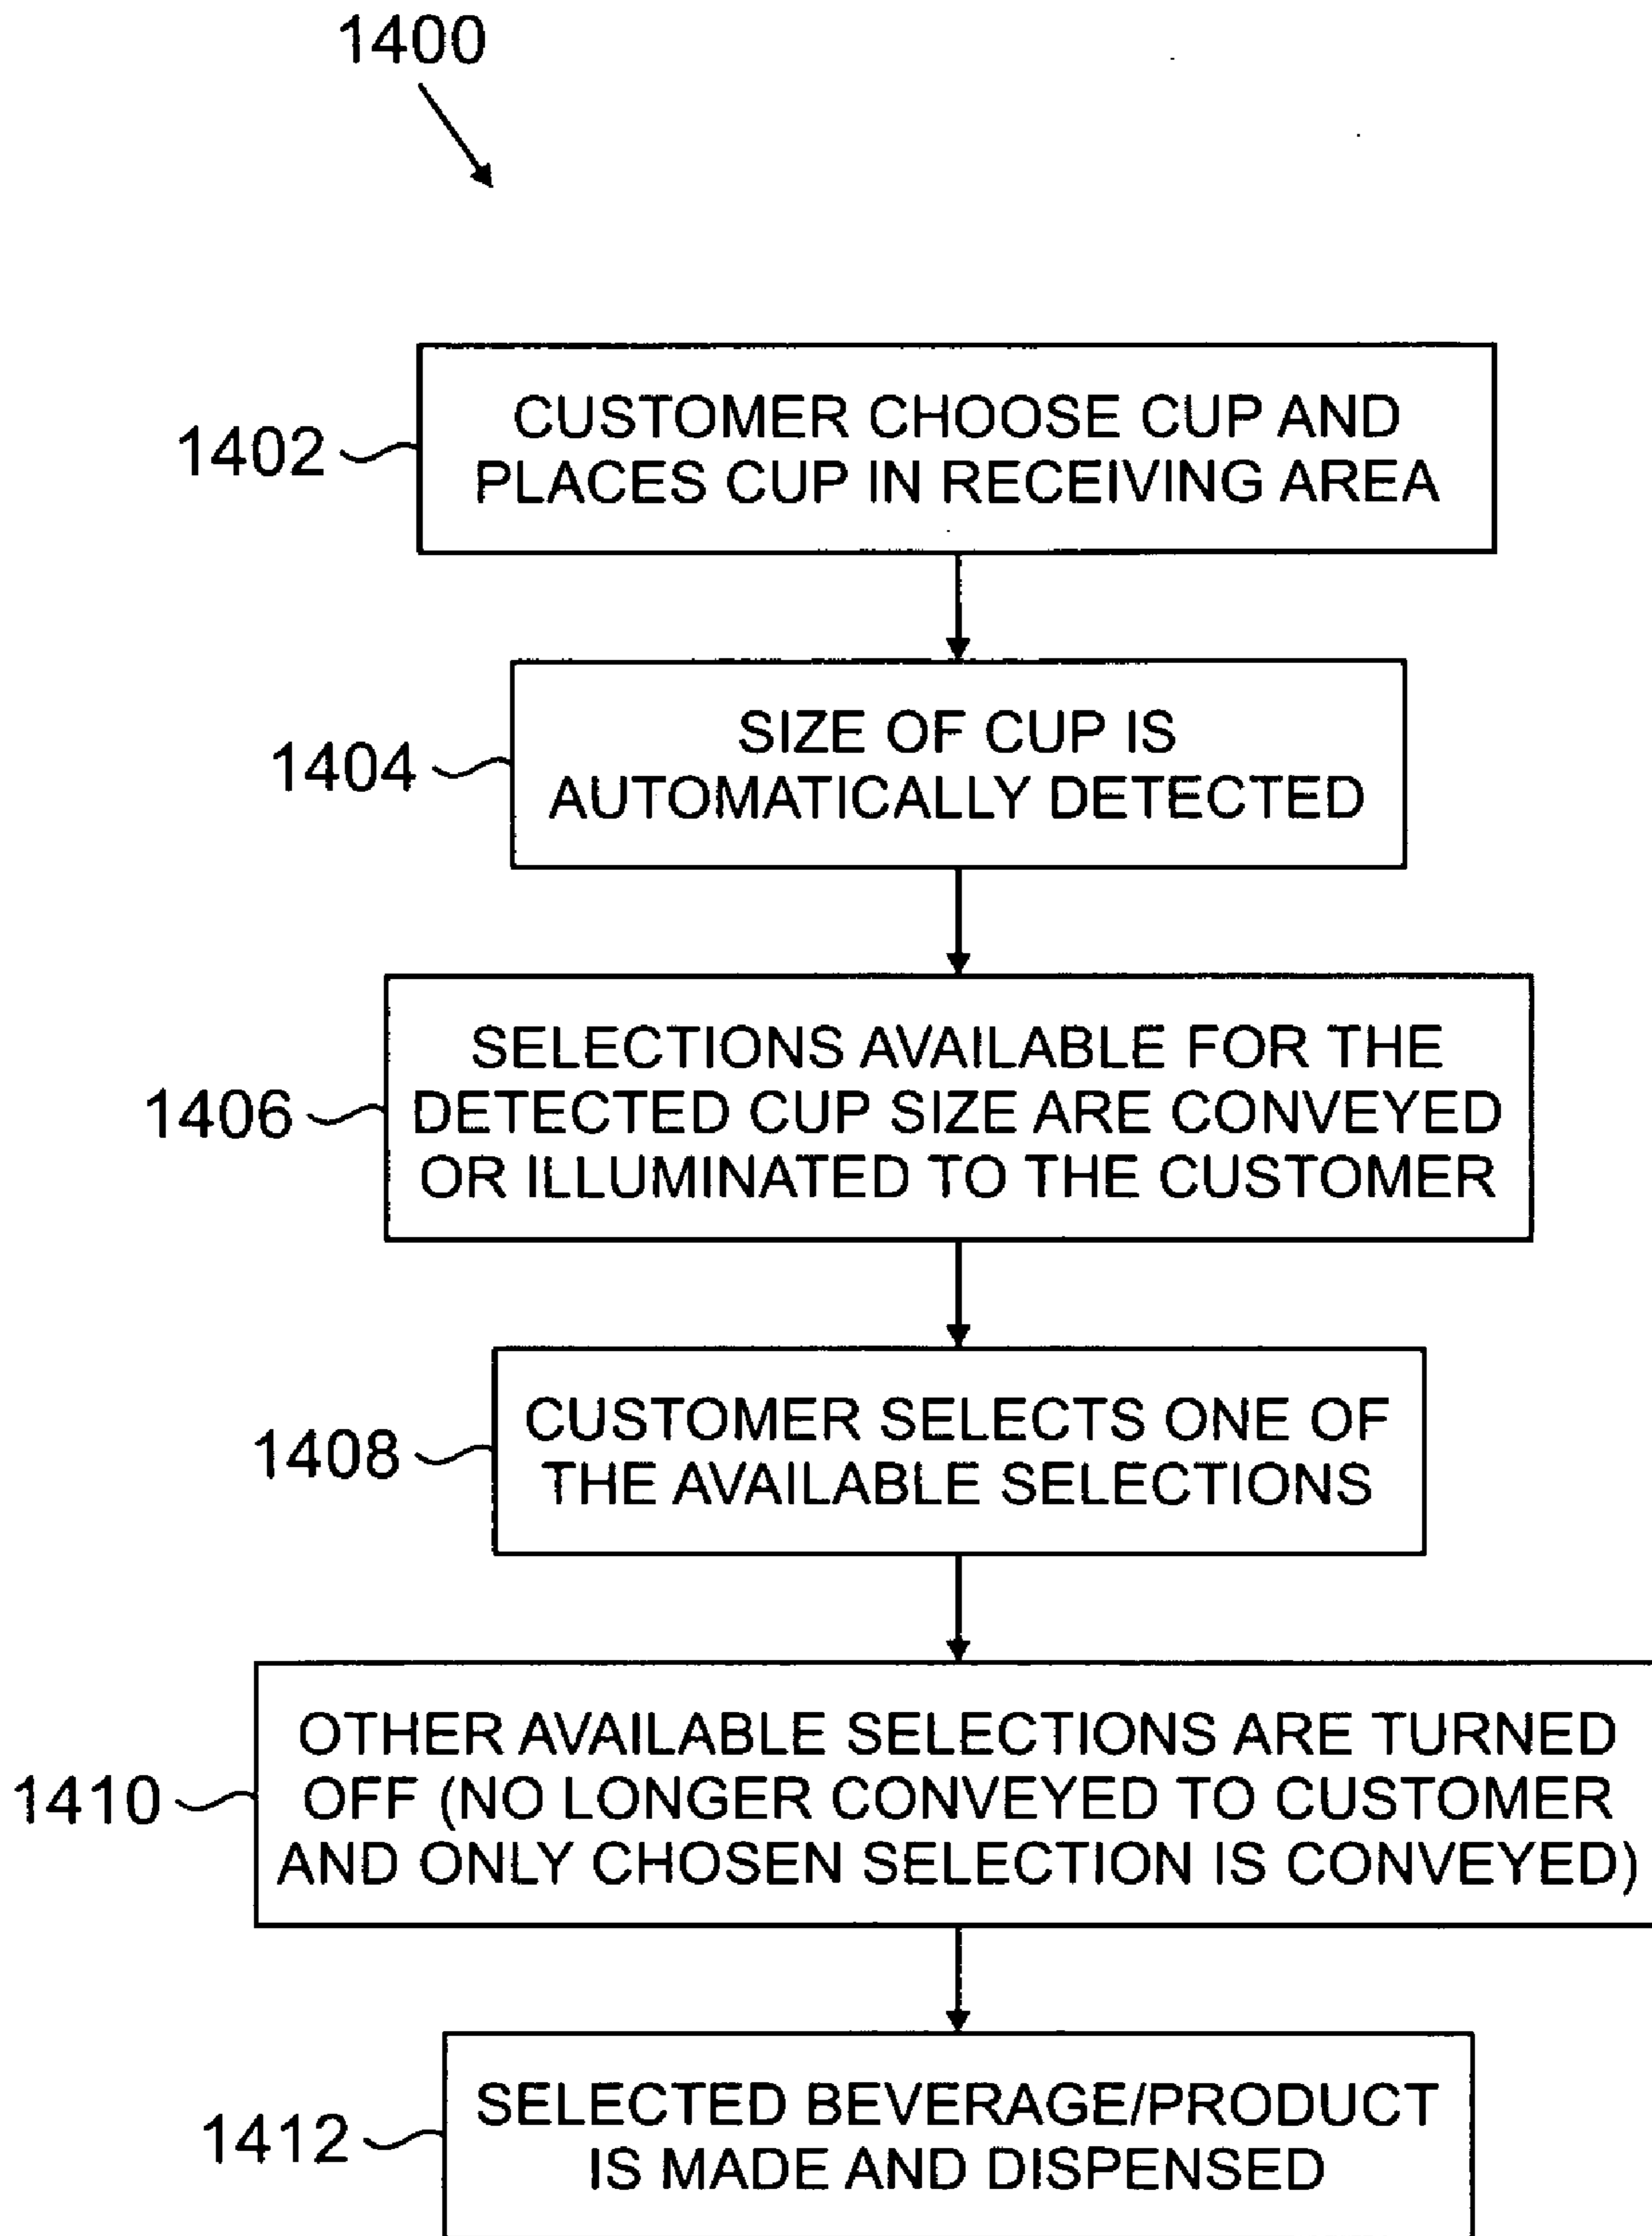 1400
1402
CUSTOMER CHOOSE CUP AND
PLACES CUP IN RECEIVING AREA
1404
SIZE OF CUP IS
AUTOMATICALLY DETECTED
1406
SELECTIONS AVAILABLE FOR THE
DETECTED CUP SIZE ARE CONVEYED
OR ILLUMINATED TO THE CUSTOMER
1408
CUSTOMER SELECTS ONE OF
THE AVAILABLE SELECTIONS
1410
OTHER AVAILABLE SELECTIONS ARE TURNED
OFF (NO LONGER CONVEYED TO CUSTOMER
AND ONLY CHOSEN SELECTION IS CONVEYED)
1412
SELECTED BEVERAGE/PRODUCT
IS MADE AND DISPENSED